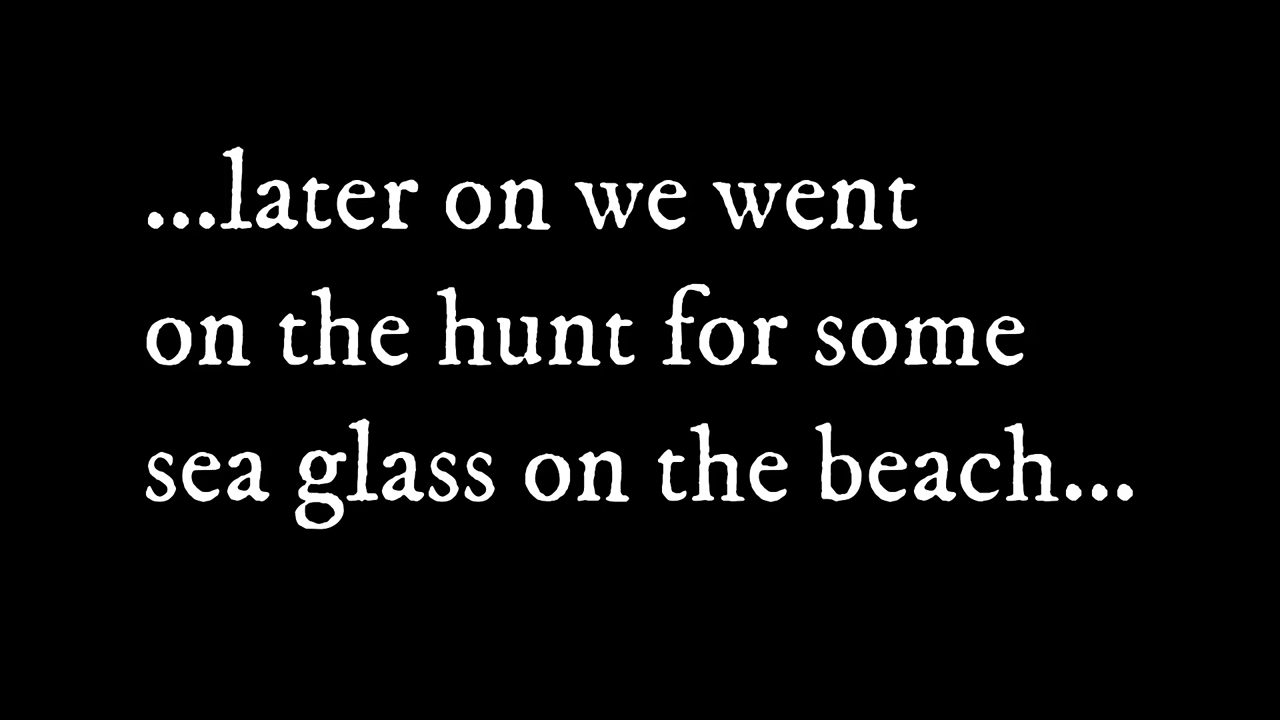 ...later on we went
on the hunt for some
sea glass on the beach...